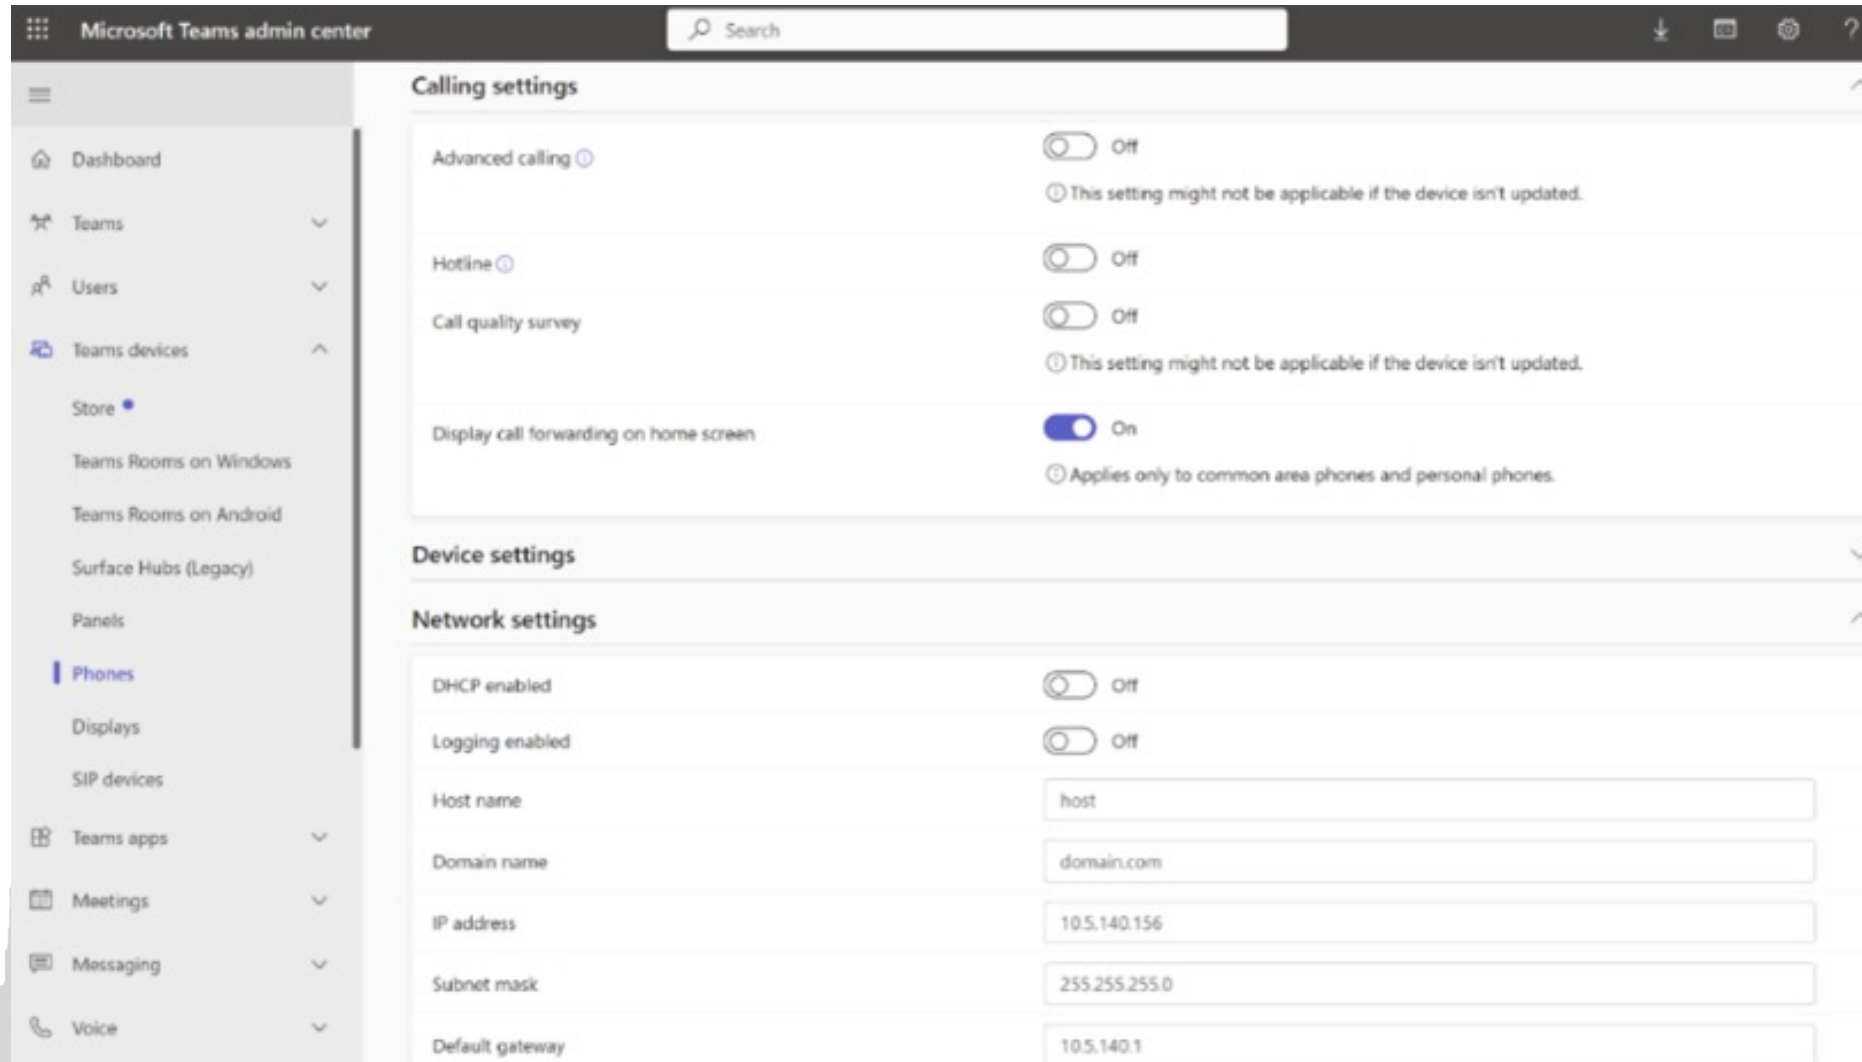 Microsoft Teams admin center
Search
?
Dashboard
Teams
Users
Teams devices
Store
Teams Rooms on Windows
Teams Rooms on Android
Surface Hubs (Legacy)
Panels
Phones
Displays
SIP devices
Teams apps
Meetings
Messaging
Voice
Calling settings
Advanced calling
Off
This setting might not be applicable if the device isn't updated.
Hotline
Off
Call quality survey
Off
This setting might not be applicable if the device isn't updated.
Display call forwarding on home screen
On
Applies only to common area phones and personal phones.
Device settings
Network settings
DHCP enabled
Off
Logging enabled
Off
Host name
host
Domain name
domain.com
IP address
10.5.140.156
Subnet mask
255.255.255.0
Default gateway
10.5.140.1